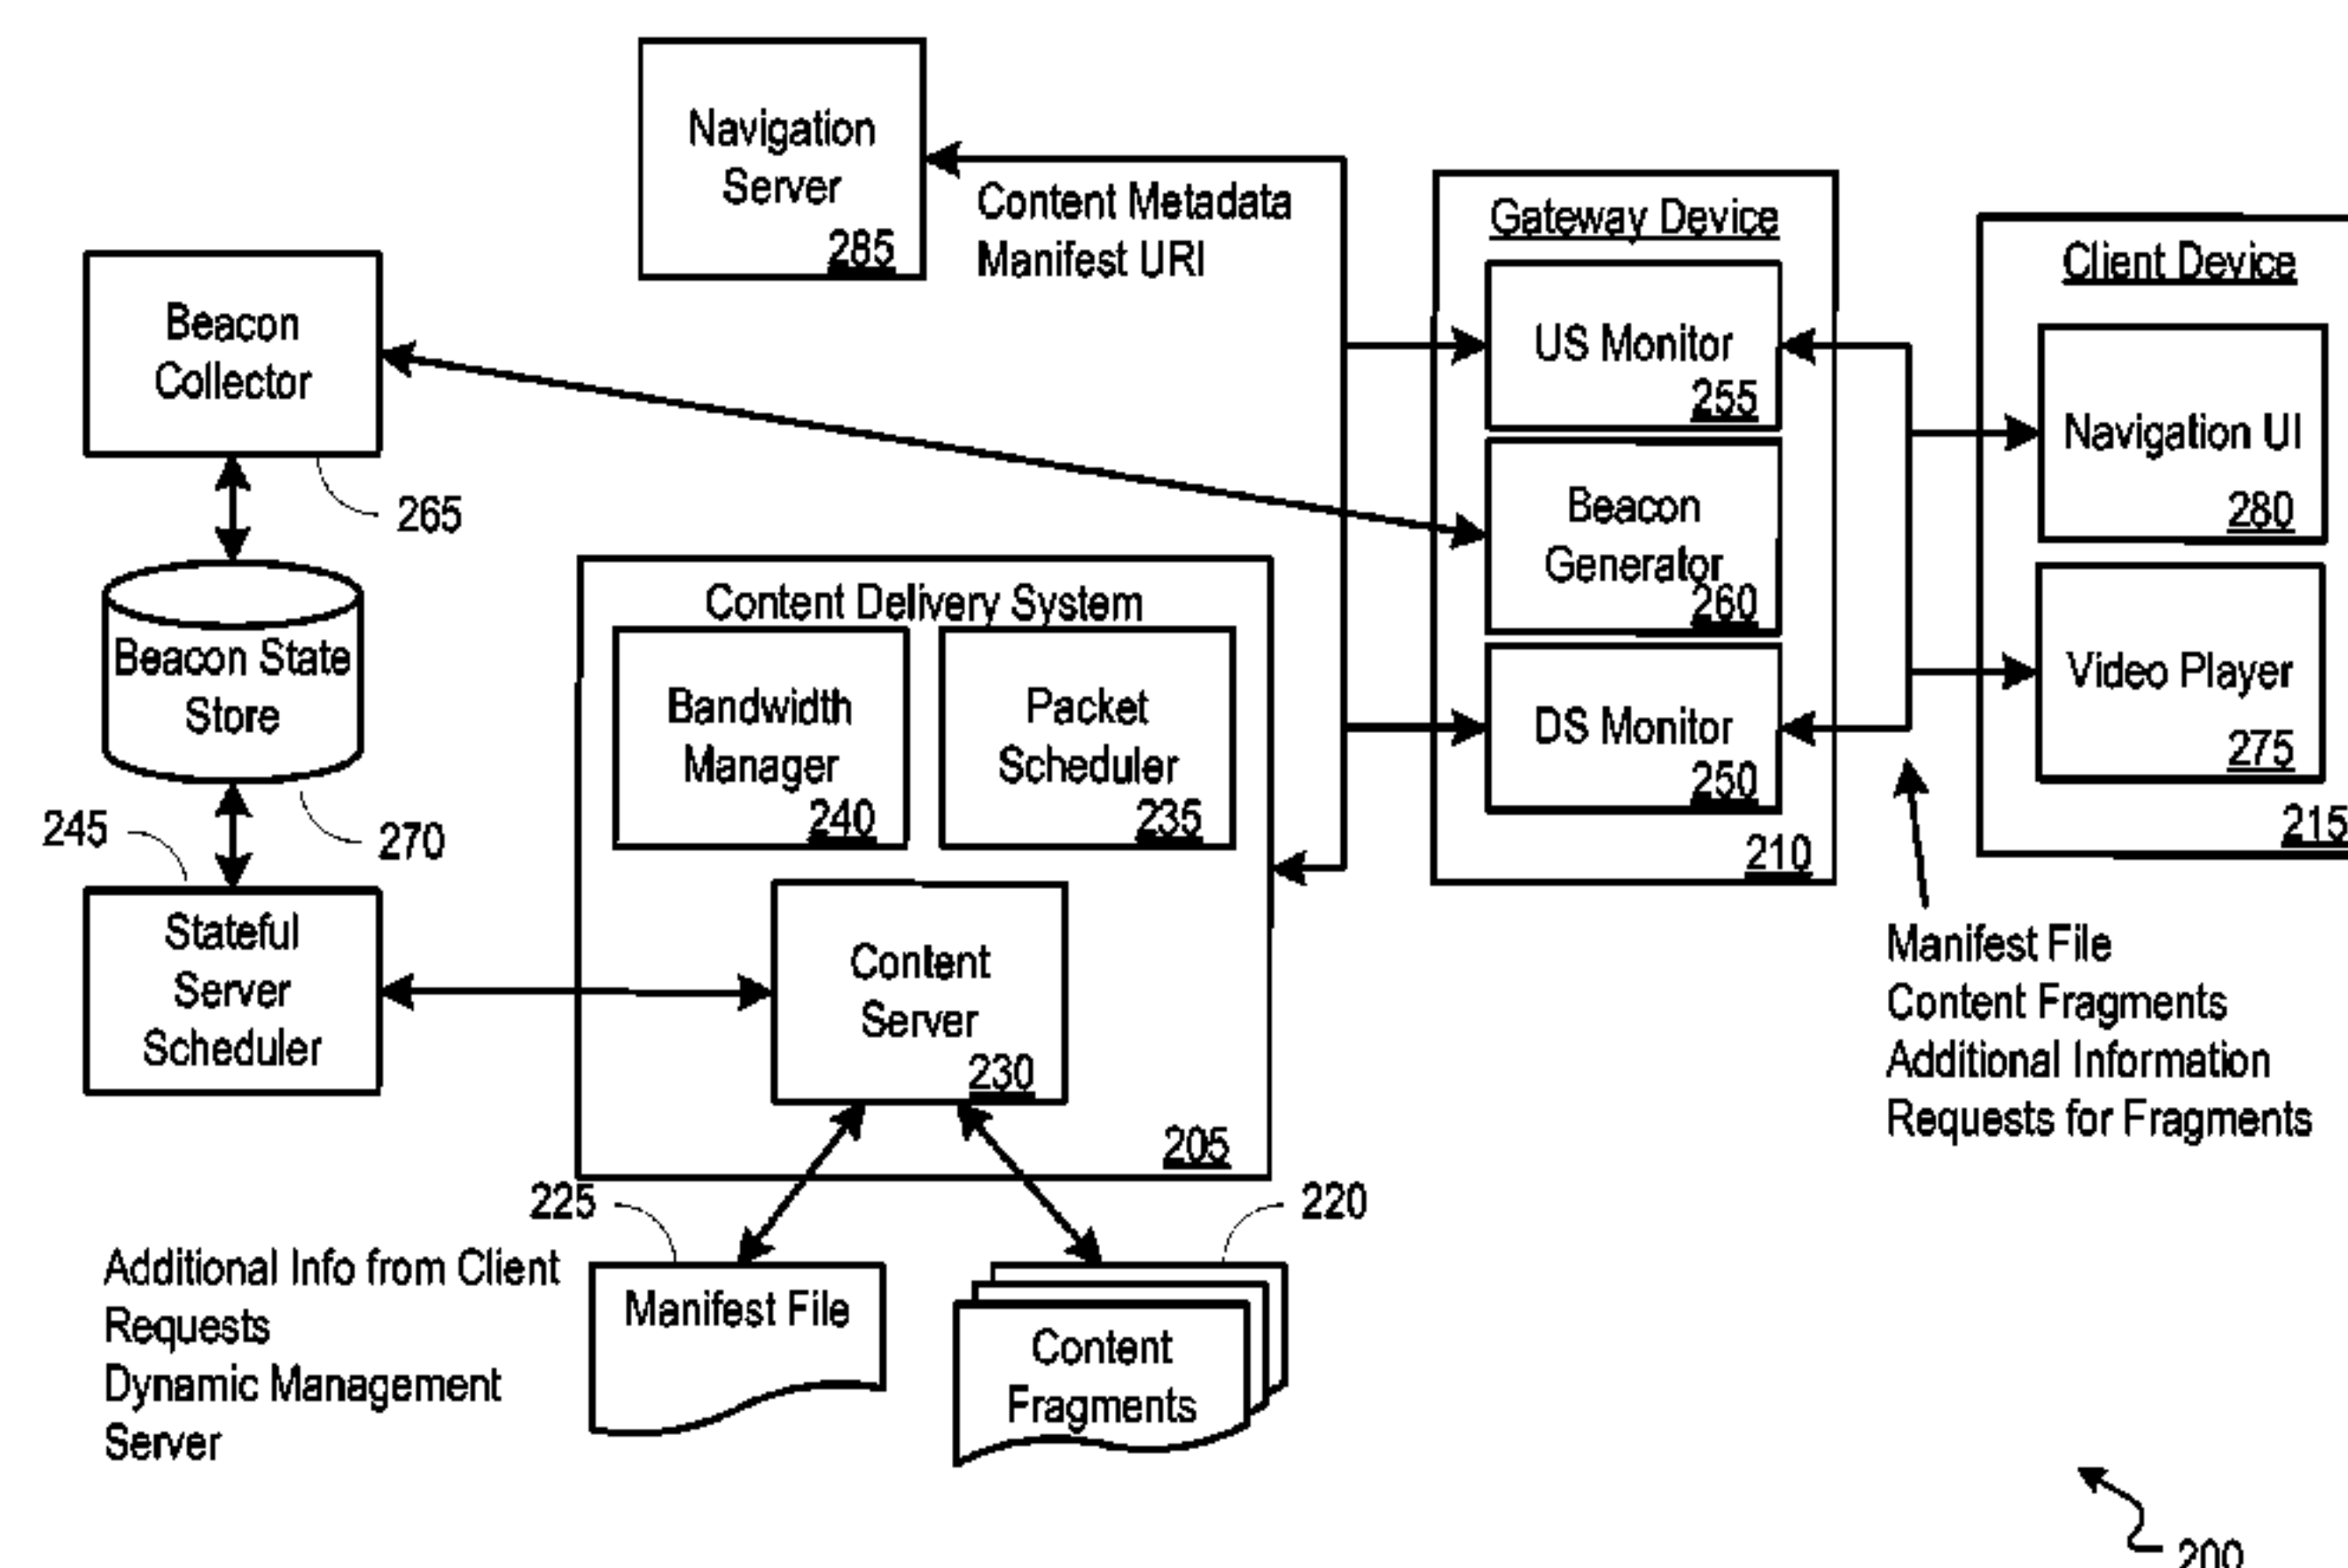 Navigation
Server
285
Content Metadata
Manifest URI
Gateway Device
US Monitor
255
Beacon
Generator
260
DS Monitor
250
210
Client Device
Navigation UI
280
Video Player
275
215
Beacon
Collector
265
Beacon State
Store
270
245
Stateful
Server
Scheduler
Content Delivery System
Bandwidth
Manager
240
Packet
Scheduler
235
Content
Server
230
205
Manifest File
Content Fragments
Additional Information
Requests for Fragments
225
220
Additional Info from Client
Requests
Dynamic Management
Server
Manifest File
Content
Fragments
200